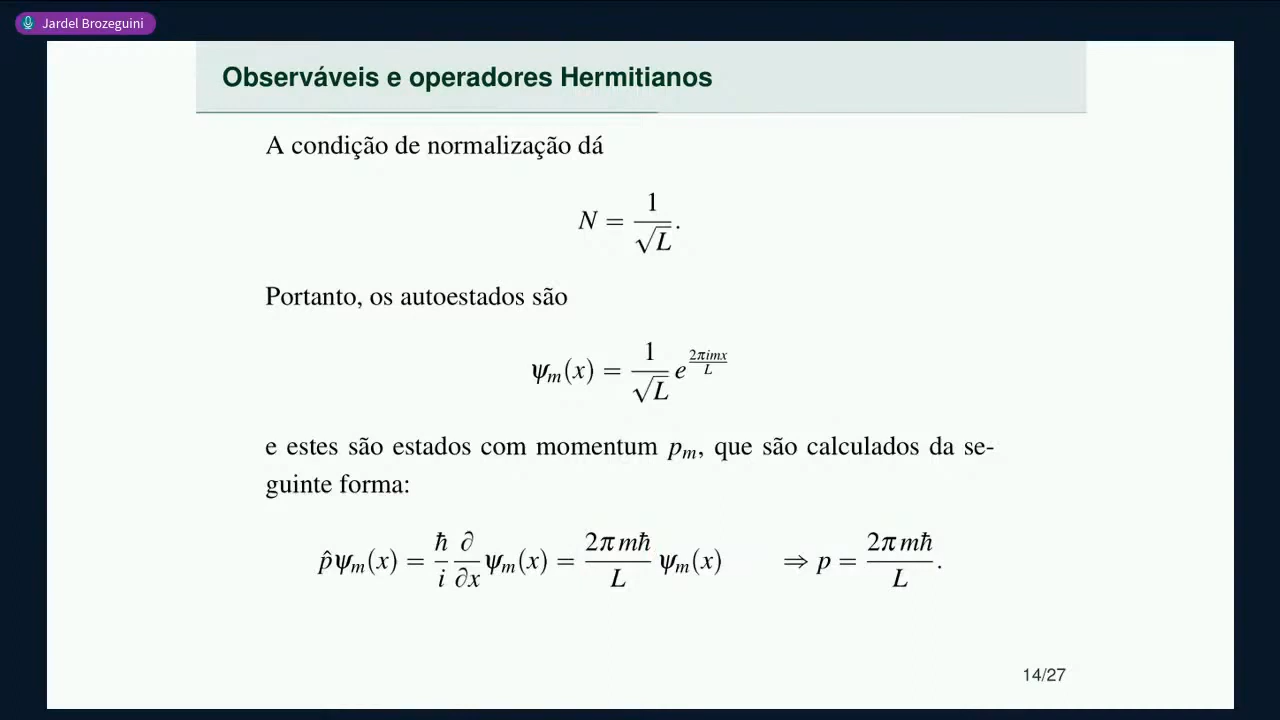 Jardel Brozeguini
Observáveis e operadores Hermitianos
A condição de normalização dá
N = 1/√L.
Portanto, os autoestados são
ψ_m(x) = 1/√L e^{2πimx/L}
e estes são estados com momentum p_m, que são calculados da se-
guinte forma:
p̂ψ_m(x) = ħ/i ∂/∂x ψ_m(x) = 2πmħ/L ψ_m(x) ⇒ p = 2πmħ/L.
14/27